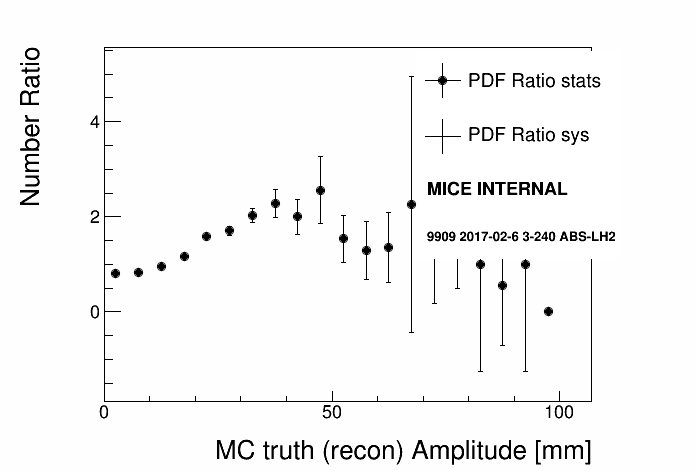 Number Ratio
4
2
0
PDF Ratio stats
PDF Ratio sys
MICE INTERNAL
9909 2017-02-6 3-240 ABS-LH2
0 50 100
MC truth (recon) Amplitude [mm]